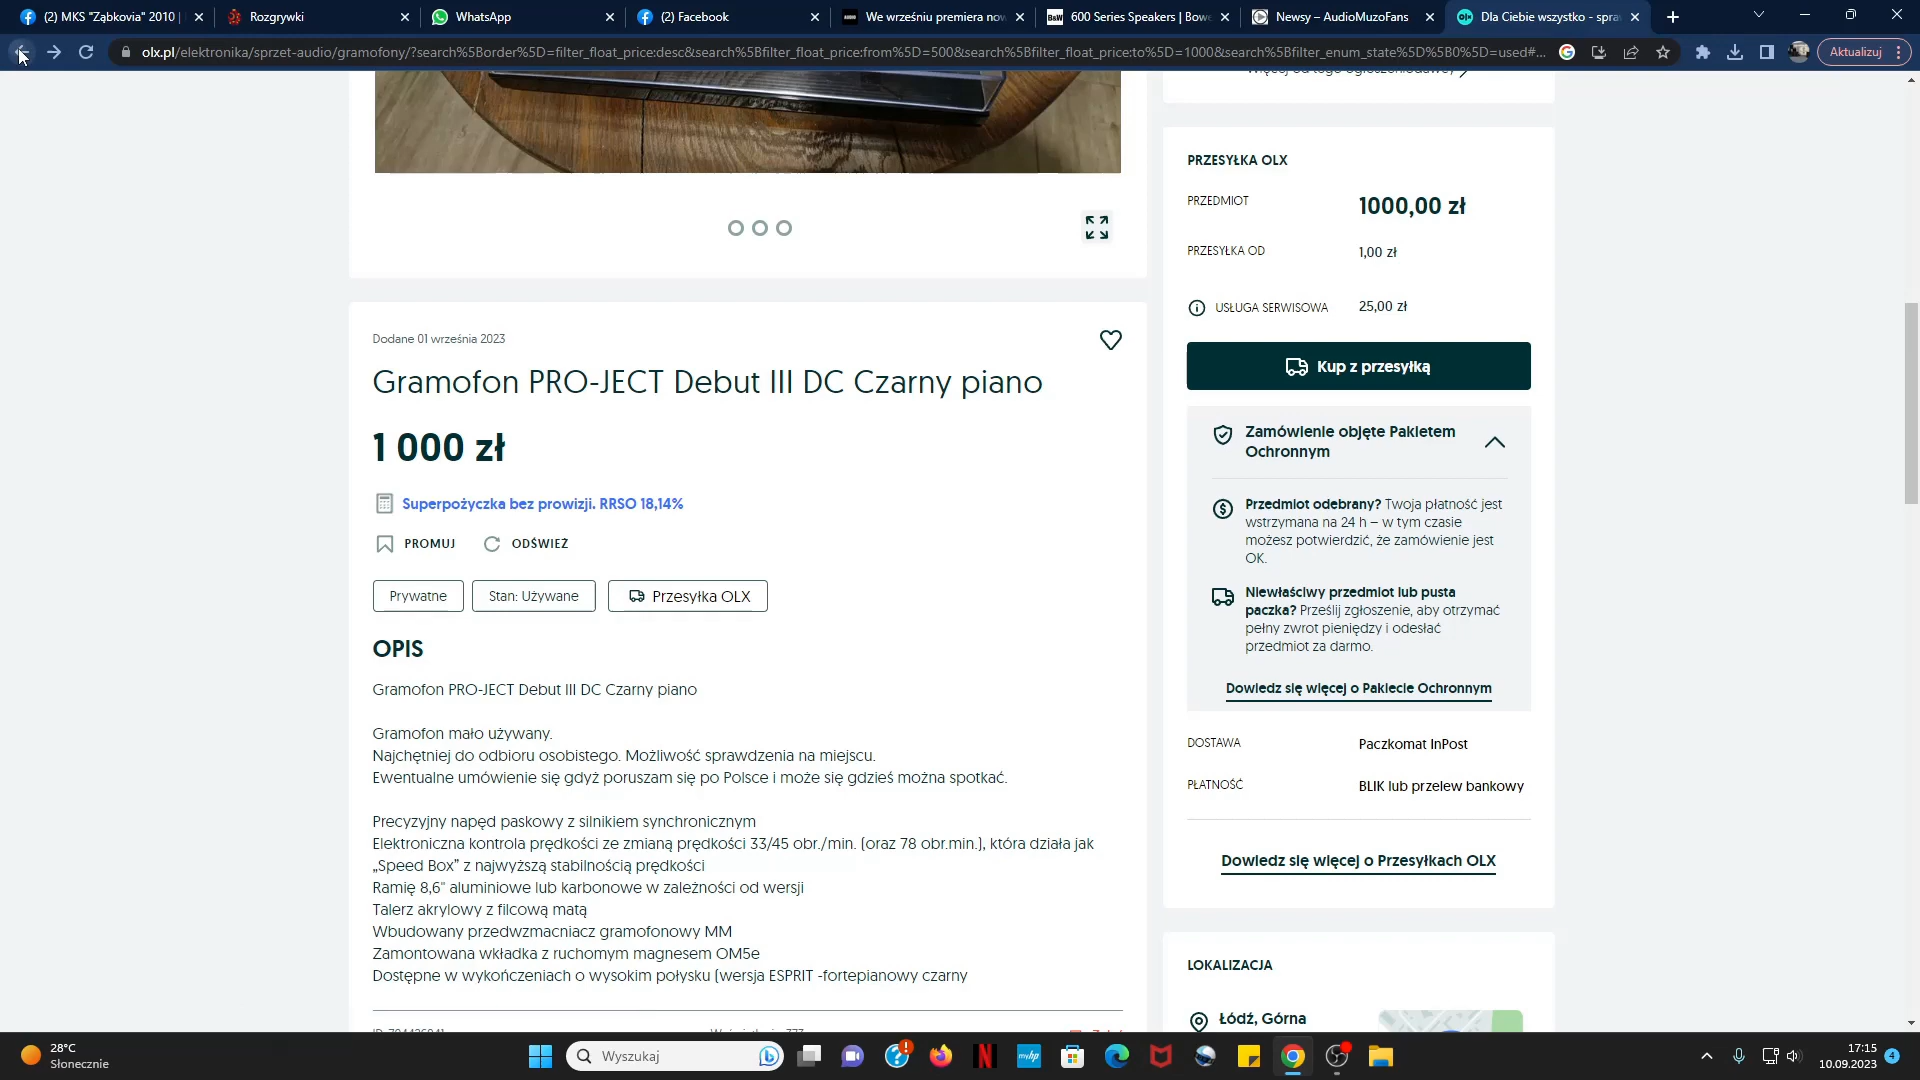 (2) MKS "Ząbkovia" 2010 |
Rozgrywki
WhatsApp
(2) Facebook
We wrześniu premiera now
600 Series Speakers | Bowe
Newsy – AudioMuzoFans
Dla Ciebie wszystko - spra
olx.pl/elektronika/sprzet-audio/gramofony/?search%5Border%5D=filter_float_price:desc&search%5Bfilter_float_price:from%5D=500&search%5Bfilter_float_price:to%5D=1000&search%5Bfilter_enum_state%5D%5B0%5D=used#...
Aktualizuj
PRZESYŁKA OLX
PRZEDMIOT 1000,00 zł
PRZESYŁKA OD 1,00 zł
USŁUGA SERWISOWA 25,00 zł
Kup z przesyłką
Zamówienie objęte Pakietem
Ochronnym
Przedmiot odebrany? Twoja płatność jest
wstrzymana na 24 h – w tym czasie
możesz potwierdzić, że zamówienie jest
OK.
Niewłaściwy przedmiot lub pusta
paczka? Prześlij zgłoszenie, aby otrzymać
pełny zwrot pieniędzy i odesłać
przedmiot za darmo.
Dowiedz się więcej o Pakiecie Ochronnym
DOSTAWA Paczkomat InPost
PŁATNOŚĆ BLIK lub przelew bankowy
Dowiedz się więcej o Przesyłkach OLX
LOKALIZACJA
Łódź, Górna
Dodane 01 września 2023
Gramofon PRO-JECT Debut III DC Czarny piano
1 000 zł
Superpożyczka bez prowizji. RRSO 18,14%
PROMUJ ODŚWIEŻ
Prywatne Stan: Używane Przesyłka OLX
OPIS
Gramofon PRO-JECT Debut III DC Czarny piano
Gramofon mało używany.
Najchętniej do odbioru osobistego. Możliwość sprawdzenia na miejscu.
Ewentualne umówienie się gdyż poruszam się po Polsce i może się gdzieś można spotkać.
Precyzyjny napęd paskowy z silnikiem synchronicznym
Elektroniczna kontrola prędkości ze zmianą prędkości 33/45 obr./min. (oraz 78 obr.min.), która działa jak
„Speed Box” z najwyższą stabilnością prędkości
Ramię 8,6" aluminiowe lub karbonowe w zależności od wersji
Talerz akrylowy z filcową matą
Wbudowany przedwzmacniacz gramofonowy MM
Zamontowana wkładka z ruchomym magnesem OM5e
Dostępne w wykończeniach o wysokim połysku (wersja ESPRIT -fortepianowy czarny
28°C
Słonecznie
Wyszukaj
17:15
10.09.2023
4